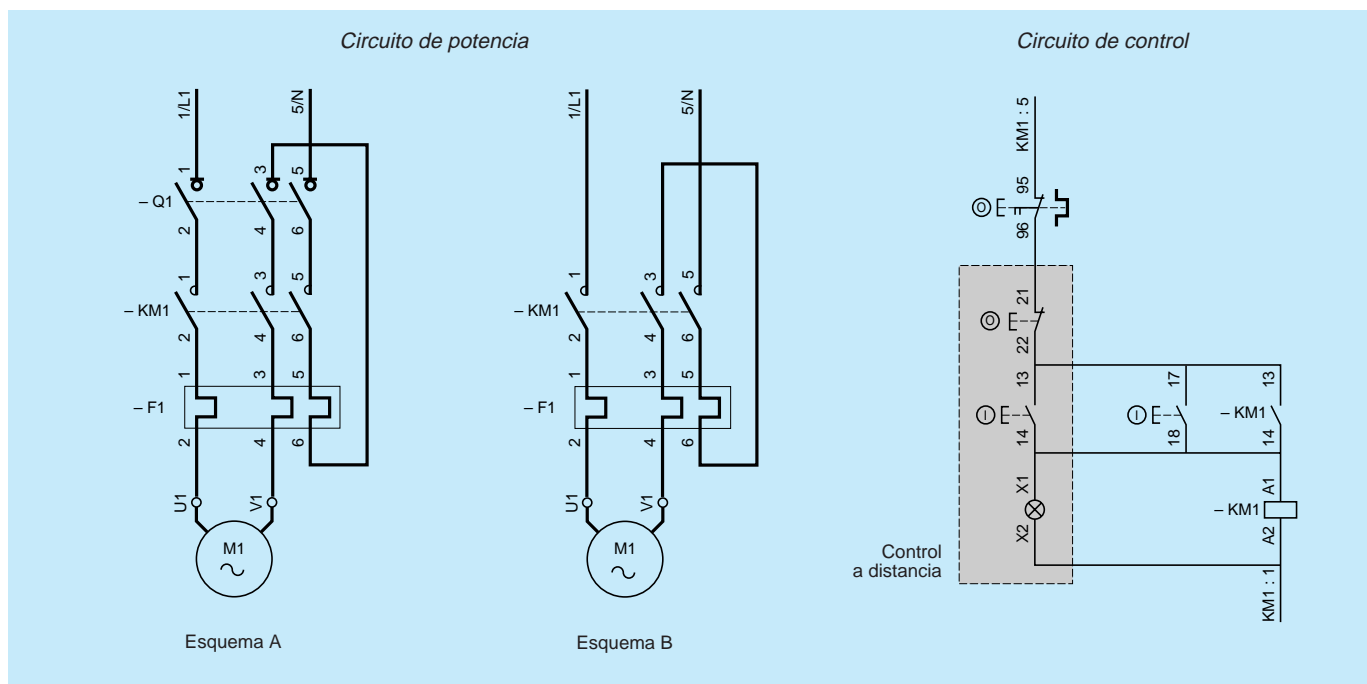 Circuito de potencia
Circuito de control
1/L1
5/N
1
3
5
– Q1
2
4
6
1
3
5
– KM1
2
4
6
1
3
5
– F1
2
4
6
U1
V1
M1
Esquema A
1/L1
5/N
1
3
5
– KM1
2
4
6
1
3
5
– F1
2
4
6
U1
V1
M1
Esquema B
KM1 : 5
95
O
96
21
O
22
13
17
13
I
I
– KM1
14
18
14
X1
A1
– KM1
X2
A2
Control
a distancia
KM1 : 1